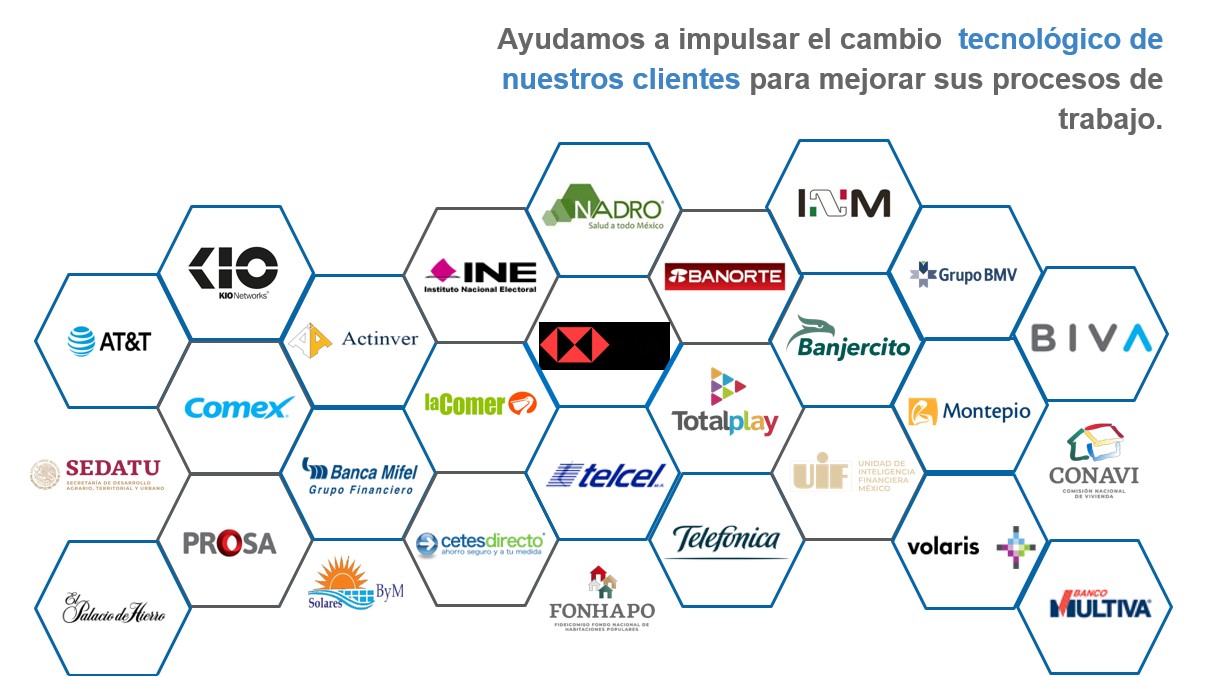 Ayudamos a impulsar el cambio tecnológico de
nuestros clientes para mejorar sus procesos de
trabajo.
NADRO
Salud a todo México
INM
KIO
KIO Networks
INE
Instituto Nacional Electoral
BANORTE
Grupo BMV
AT&T
Actinver
Banjercito
BIVA
Comex
laComer
Totalplay
Montepio
SEDATU
SECRETARÍA DE DESARROLLO
AGRARIO, TERRITORIAL Y URBANO
Banca Mifel
Grupo Financiero
telcel
UIF
UNIDAD DE
INTELIGENCIA
FINANCIERA
MÉXICO
CONAVI
COMISIÓN NACIONAL
DE VIVIENDA
PROSA
cetesdirecto
ahorro seguro y a tu medida
Telefónica
volaris
Solares
ByM
El
Palacio de Hierro
FONHAPO
FIDEICOMISO FONDO NACIONAL DE
HABITACIONES POPULARES
BANCO
MULTIVA